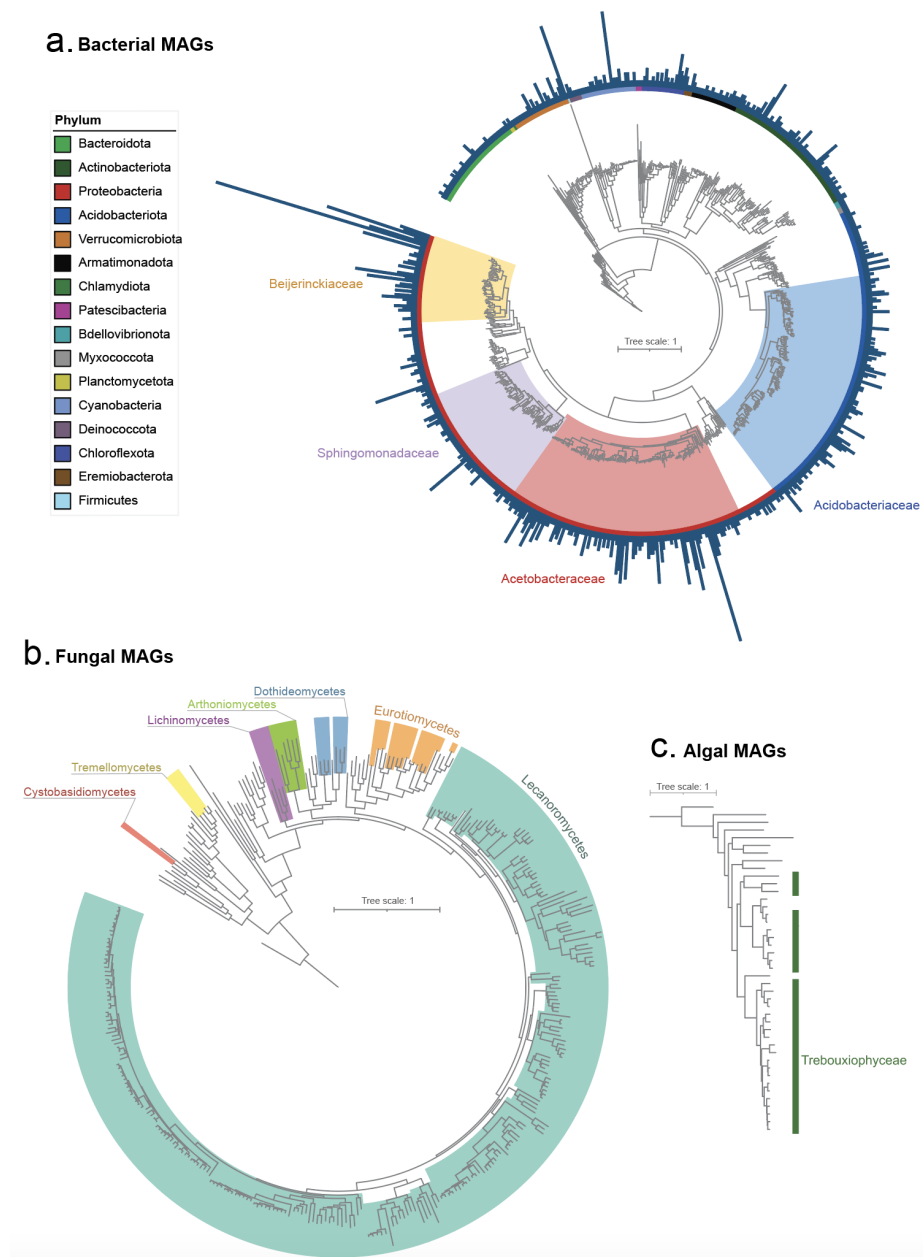 a. Bacterial MAGs
Phylum
Bacteroidota
Actinobacteriota
Proteobacteria
Acidobacteriota
Verrucomicrobiota
Armatimonadota
Chlamydiota
Patescibacteria
Bdellovibrionota
Myxococcota
Planctomycetota
Cyanobacteria
Deinococcota
Chloroflexota
Eremiobacterota
Firmicutes
Beijerinckiaceae
Tree scale: 1
Sphingomonadaceae
Acidobacteriaceae
Acetobacteraceae
b. Fungal MAGs
Dothideomycetes
Arthoniomycetes
Lichinomycetes
Eurotiomycetes
Tremellomycetes
Cystobasidiomycetes
Lecanoromycetes
Tree scale: 1
c. Algal MAGs
Tree scale: 1
Trebouxiophyceae